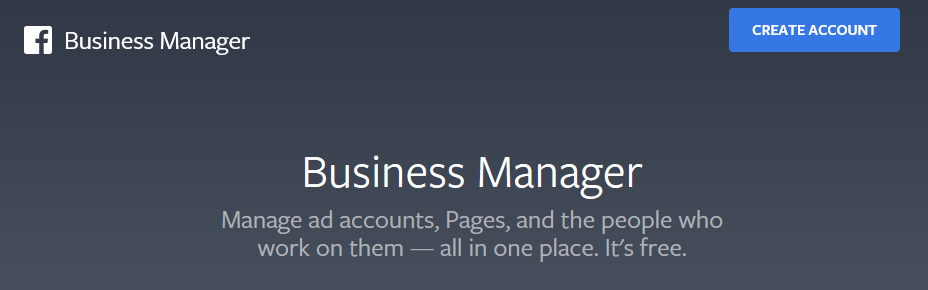 Business Manager
CREATE ACCOUNT
Business Manager
Manage ad accounts, Pages, and the people who
work on them — all in one place. It's free.